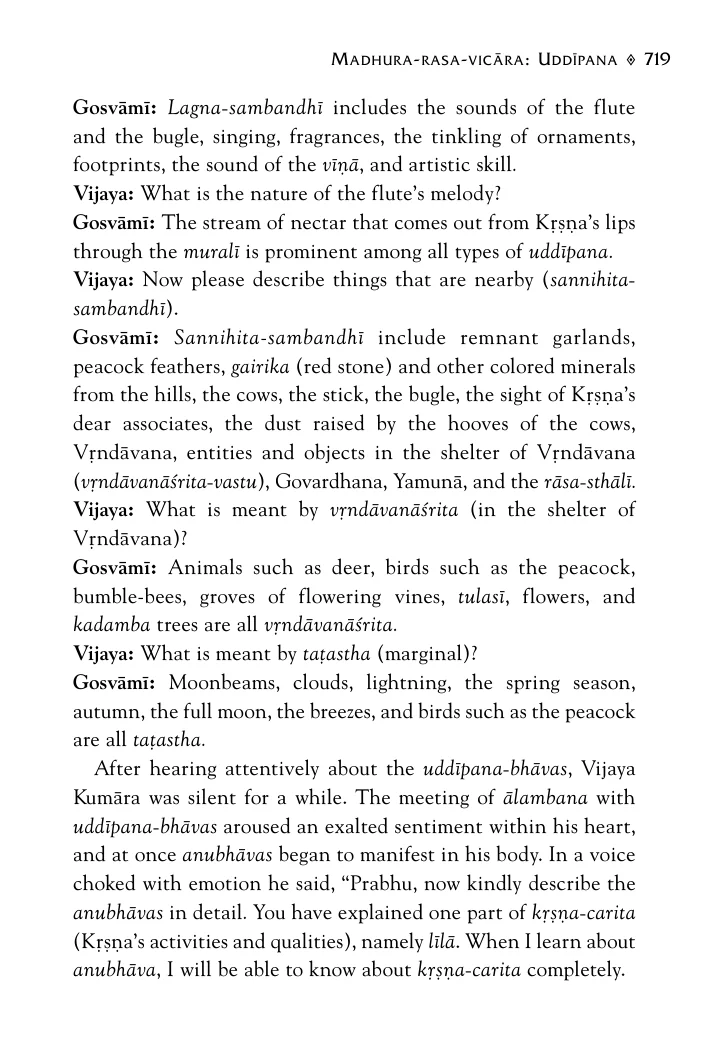 Madhura-rasa-vicāra: Uddīpana ◊ 719
Gosvāmī: Lagna-sambandhī includes the sounds of the flute
and the bugle, singing, fragrances, the tinkling of ornaments,
footprints, the sound of the vīṇā, and artistic skill.
Vijaya: What is the nature of the flute’s melody?
Gosvāmī: The stream of nectar that comes out from Kṛṣṇa’s lips
through the muralī is prominent among all types of uddīpana.
Vijaya: Now please describe things that are nearby (sannihita-
sambandhī).
Gosvāmī: Sannihita-sambandhī include remnant garlands,
peacock feathers, gairika (red stone) and other colored minerals
from the hills, the cows, the stick, the bugle, the sight of Kṛṣṇa’s
dear associates, the dust raised by the hooves of the cows,
Vṛndāvana, entities and objects in the shelter of Vṛndāvana
(vṛndāvanāśrita-vastu), Govardhana, Yamunā, and the rāsa-sthālī.
Vijaya: What is meant by vṛndāvanāśrita (in the shelter of
Vṛndāvana)?
Gosvāmī: Animals such as deer, birds such as the peacock,
bumble-bees, groves of flowering vines, tulasī, flowers, and
kadamba trees are all vṛndāvanāśrita.
Vijaya: What is meant by taṭastha (marginal)?
Gosvāmī: Moonbeams, clouds, lightning, the spring season,
autumn, the full moon, the breezes, and birds such as the peacock
are all taṭastha.
After hearing attentively about the uddīpana-bhāvas, Vijaya
Kumāra was silent for a while. The meeting of ālambana with
uddīpana-bhāvas aroused an exalted sentiment within his heart,
and at once anubhāvas began to manifest in his body. In a voice
choked with emotion he said, “Prabhu, now kindly describe the
anubhāvas in detail. You have explained one part of kṛṣṇa-carita
(Kṛṣṇa’s activities and qualities), namely līlā. When I learn about
anubhāva, I will be able to know about kṛṣṇa-carita completely.